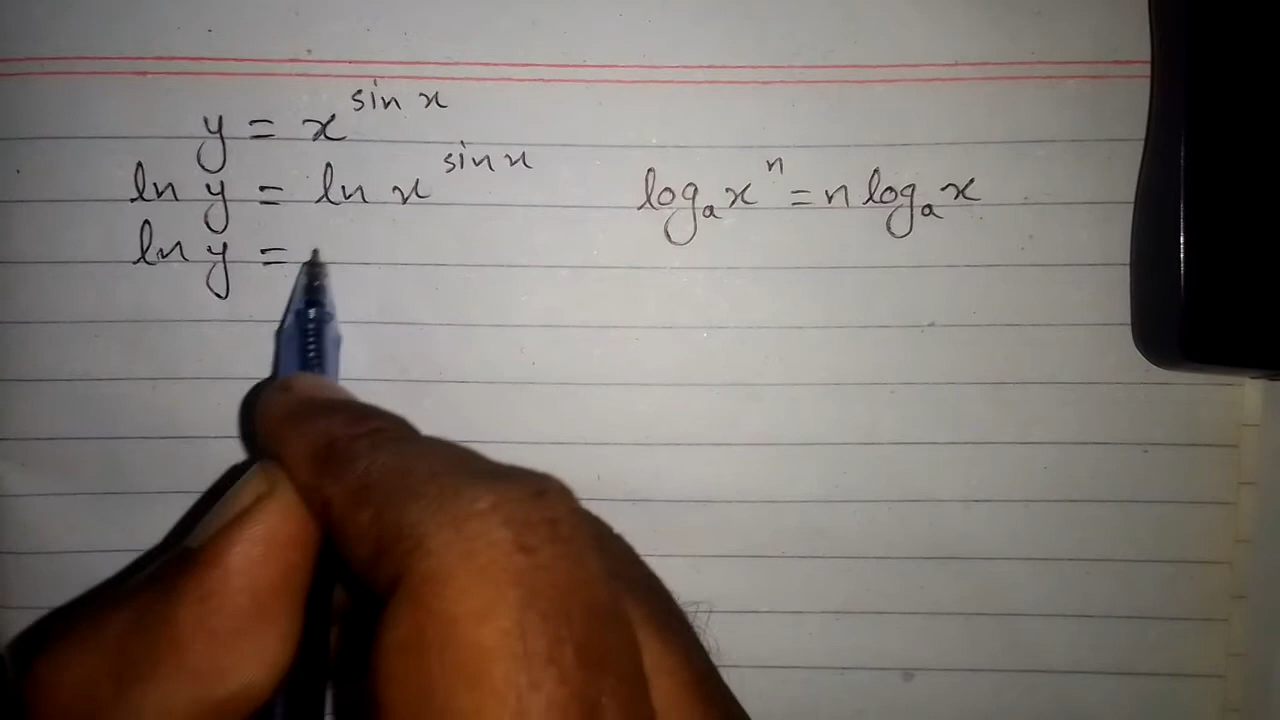 y = x^{sin x}
ln y = ln x^{sin x}
log_a x^n = n log_a x
ln y =